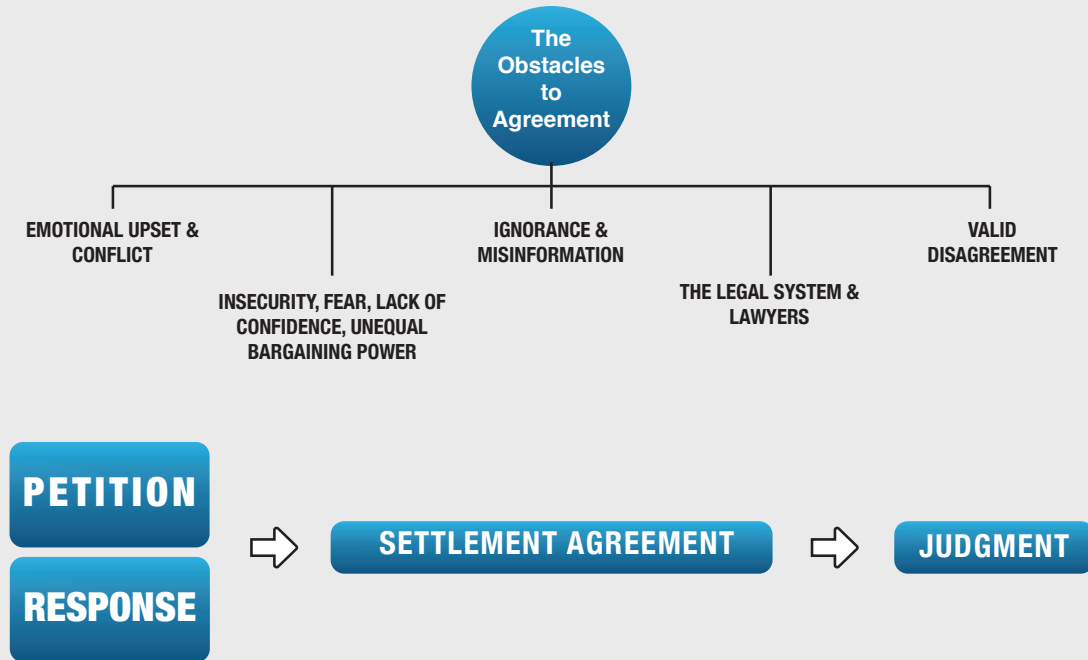 The
Obstacles
to
Agreement
EMOTIONAL UPSET &
CONFLICT
INSECURITY, FEAR, LACK OF
CONFIDENCE, UNEQUAL
BARGAINING POWER
IGNORANCE &
MISINFORMATION
THE LEGAL SYSTEM &
LAWYERS
VALID
DISAGREEMENT
PETITION
RESPONSE
SETTLEMENT AGREEMENT
JUDGMENT